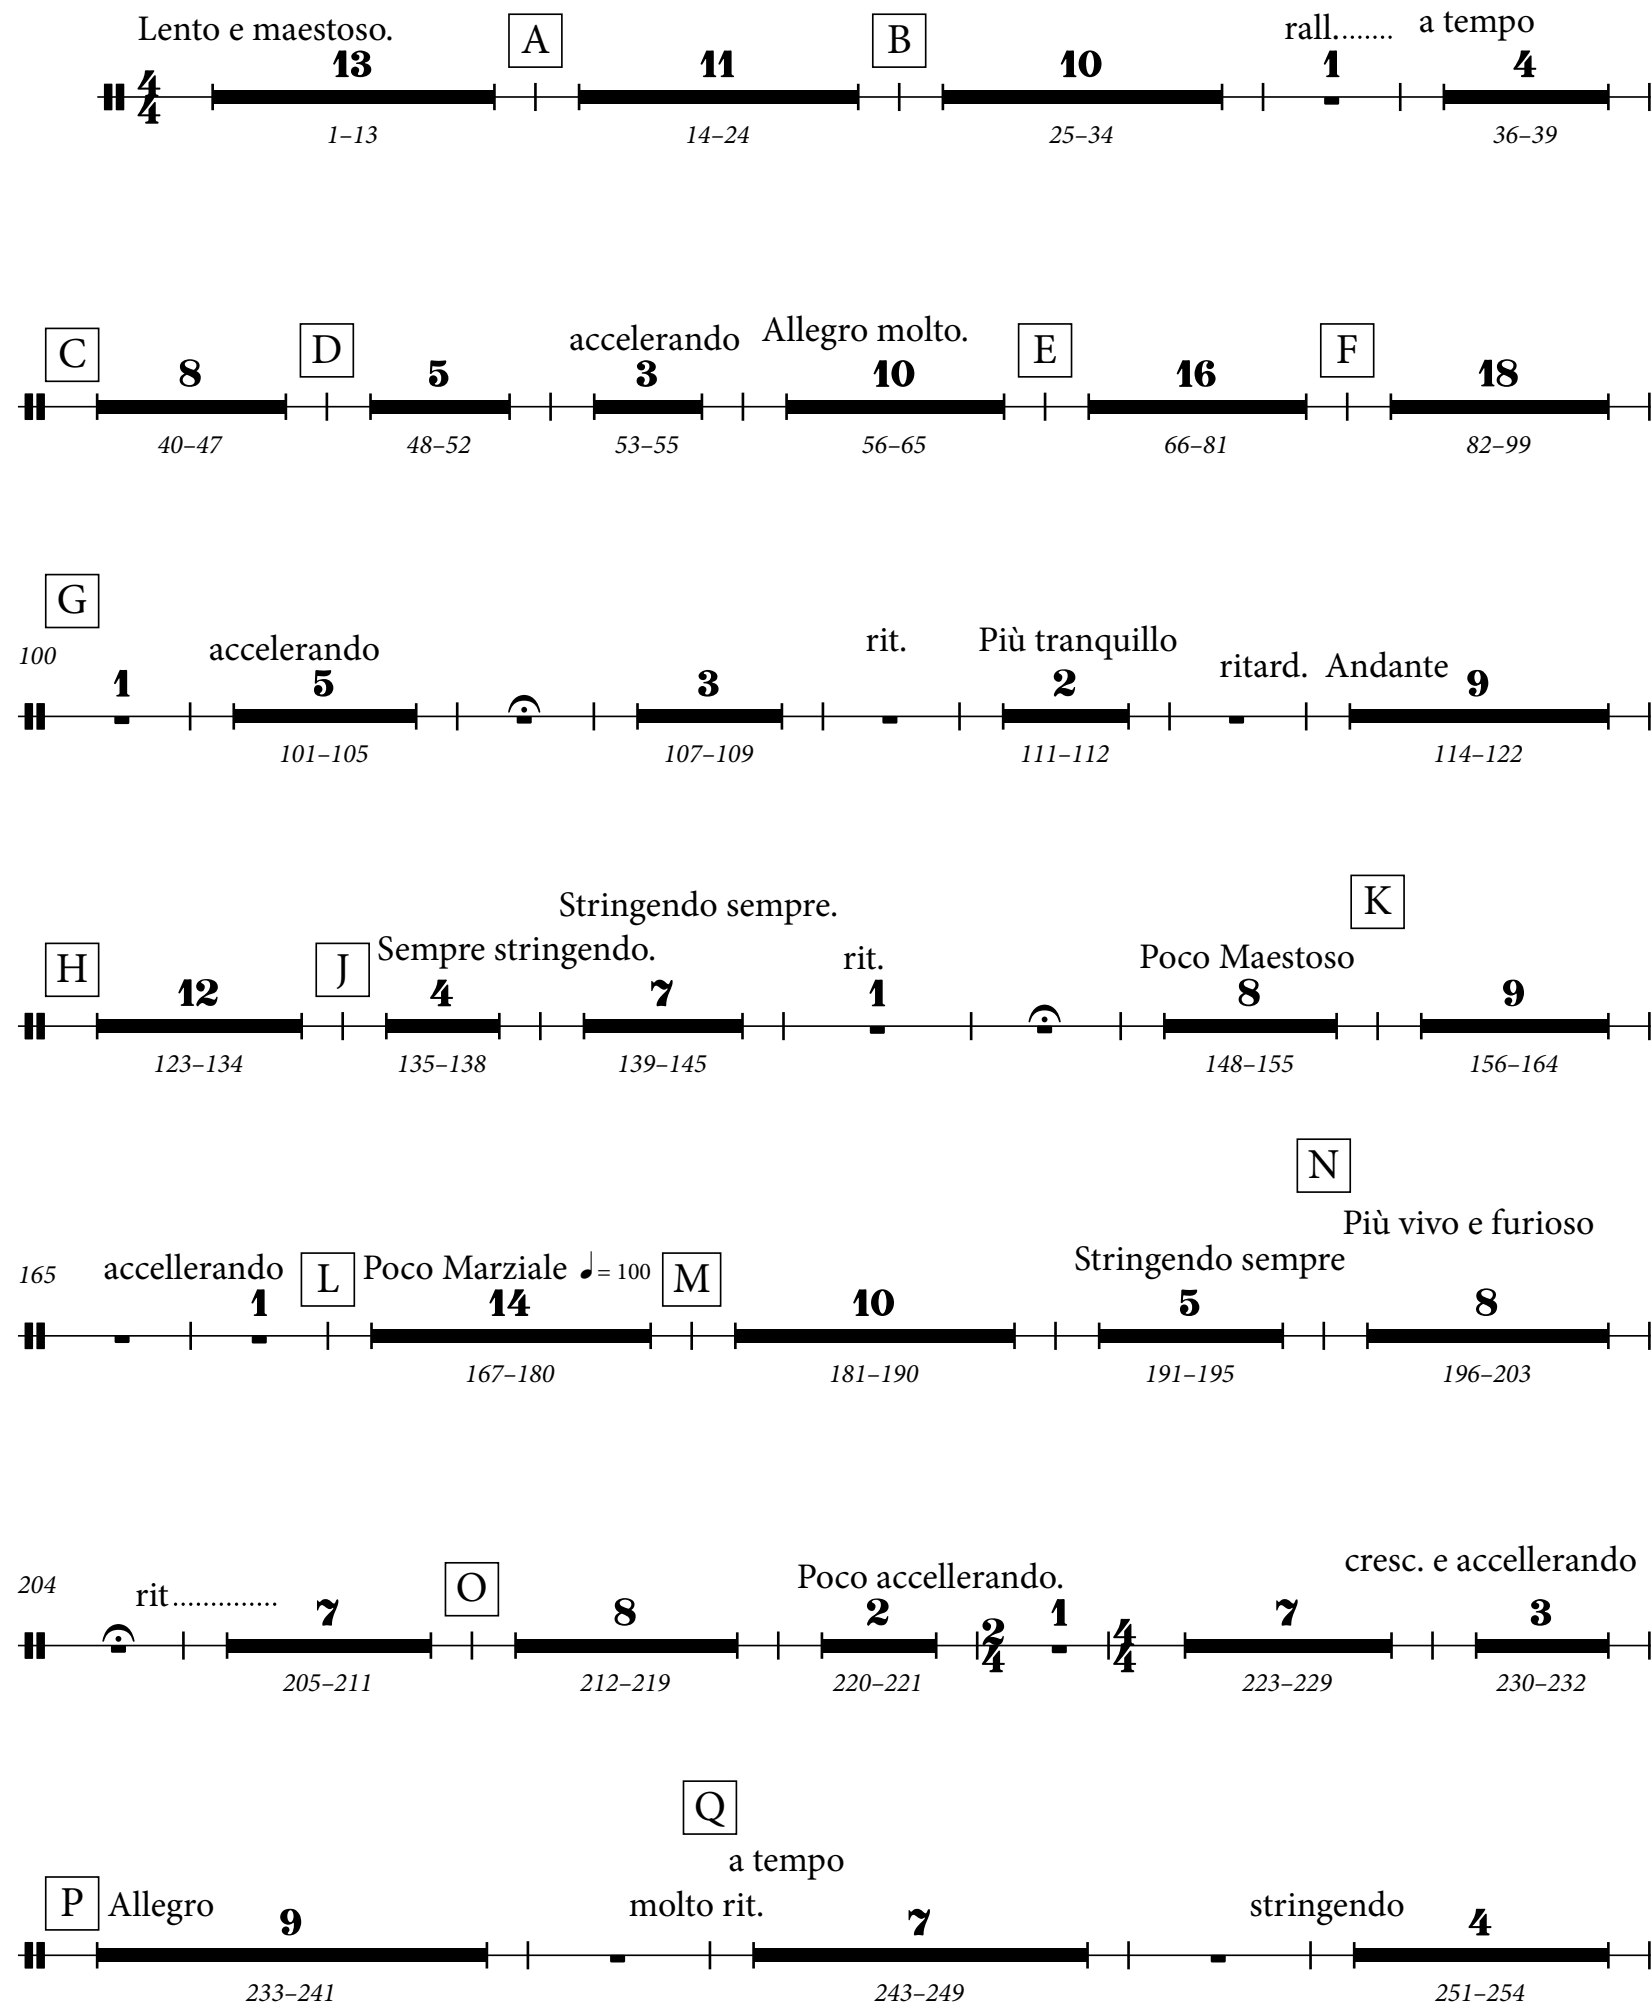 Lento e maestoso. A B rall........ a tempo
4/4 13 11 10 1 4
1–13 14–24 25–34 36–39
C D accelerando Allegro molto. E F
8 5 3 10 16 18
40–47 48–52 53–55 56–65 66–81 82–99
G
100 accelerando rit. Più tranquillo ritard. Andante
1 5 3 2 9
101–105 107–109 111–112 114–122
K
Stringendo sempre.
H J Sempre stringendo. rit. Poco Maestoso
12 4 7 1 8 9
123–134 135–138 139–145 148–155 156–164
N
Più vivo e furioso
165 accellerando L Poco Marziale ♩= 100 M Stringendo sempre
1 14 10 5 8
167–180 181–190 191–195 196–203
204 rit.............. O Poco accellerando. cresc. e accellerando
7 8 2 2/4 1 4/4 7 3
205–211 212–219 220–221 223–229 230–232
Q
a tempo
P Allegro molto rit. stringendo
9 7 4
233–241 243–249 251–254